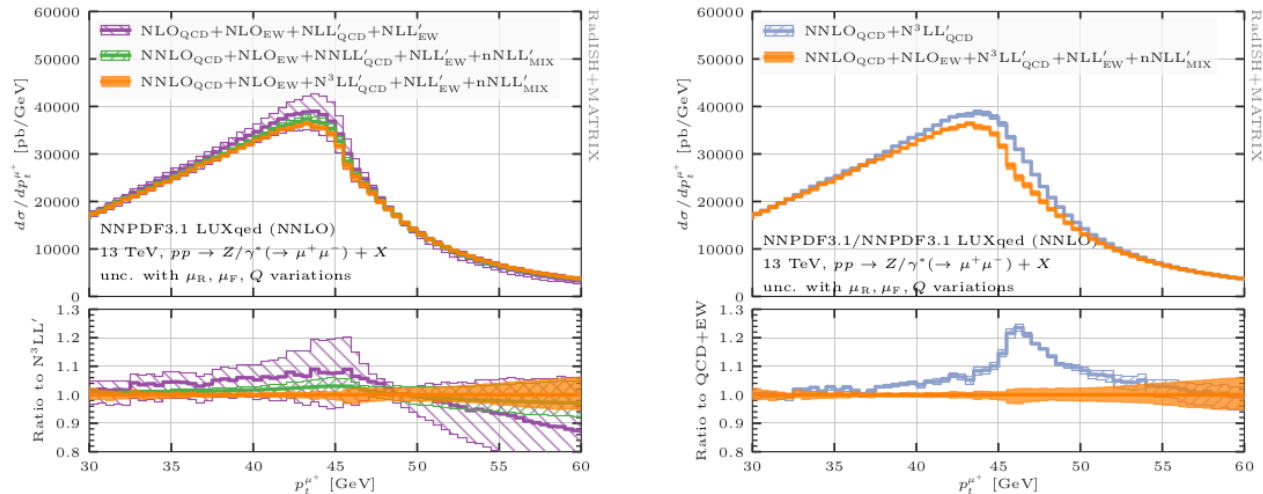 NLO_QCD+NLO_EW+NLL′_QCD+NLL′_EW
NNLO_QCD+NLO_EW+NNLL′_QCD+NLL′_EW+nNLL′_MIX
NNLO_QCD+NLO_EW+N³LL′_QCD+NLL′_EW+nNLL′_MIX
RadISH+MATRIX
dσ/dp_t^{μ⁺} [pb/GeV]
60000
50000
40000
30000
20000
10000
0
NNPDF3.1 LUXqed (NNLO)
13 TeV, pp → Z/γ*(→ μ⁺μ⁻) + X
unc. with μ_R, μ_F, Q variations
Ratio to N³LL′
1.3
1.2
1.1
1.0
0.9
0.8
30 35 40 45 50 55 60
p_t^{μ⁺} [GeV]
NNLO_QCD+N³LL′_QCD
NNLO_QCD+NLO_EW+N³LL′_QCD+NLL′_EW+nNLL′_MIX
RadISH+MATRIX
dσ/dp_t^{μ⁺} [pb/GeV]
60000
50000
40000
30000
20000
10000
0
NNPDF3.1/NNPDF3.1 LUXqed (NNLO)
13 TeV, pp → Z/γ*(→ μ⁺μ⁻) + X
unc. with μ_R, μ_F, Q variations
Ratio to QCD+EW
1.3
1.2
1.1
1.0
0.9
0.8
30 35 40 45 50 55 60
p_t^{μ⁺} [GeV]